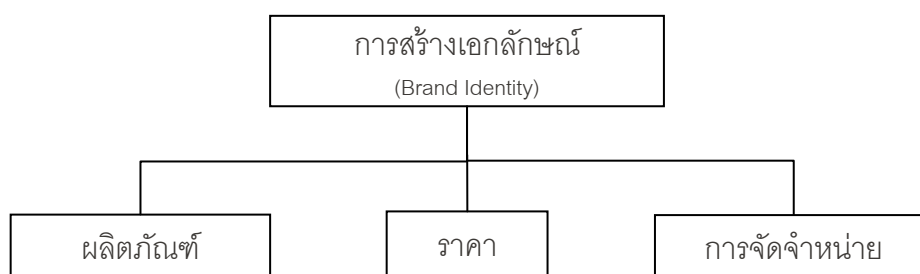 การสร้างเอกลักษณ์
(Brand Identity)
ผลิตภัณฑ์
ราคา
การจัดจำหน่าย